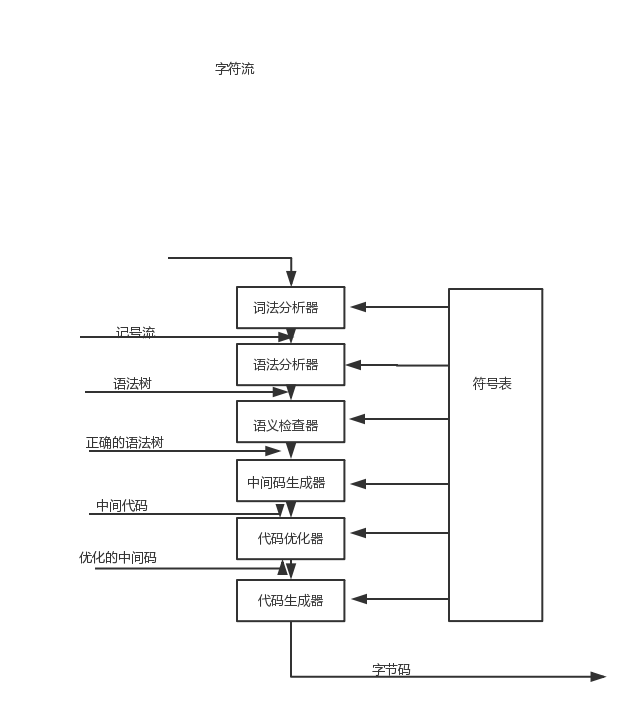 字符流
词法分析器
记号流
语法分析器
语法树
符号表
语义检查器
正确的语法树
中间码生成器
中间代码
代码优化器
优化的中间码
代码生成器
字节码